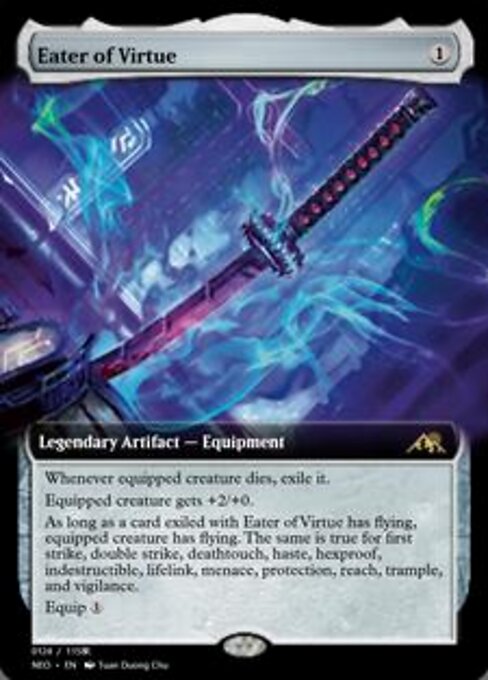 Eater of Virtue 1
Legendary Artifact — Equipment
Whenever equipped creature dies, exile it.
Equipped creature gets +2/+0.
As long as a card exiled with Eater of Virtue has flying,
equipped creature has flying. The same is true for first
strike, double strike, deathtouch, haste, hexproof,
indestructible, lifelink, menace, protection, reach, trample,
and vigilance.
Equip 1
NEO • EN Tuan Duong Chu